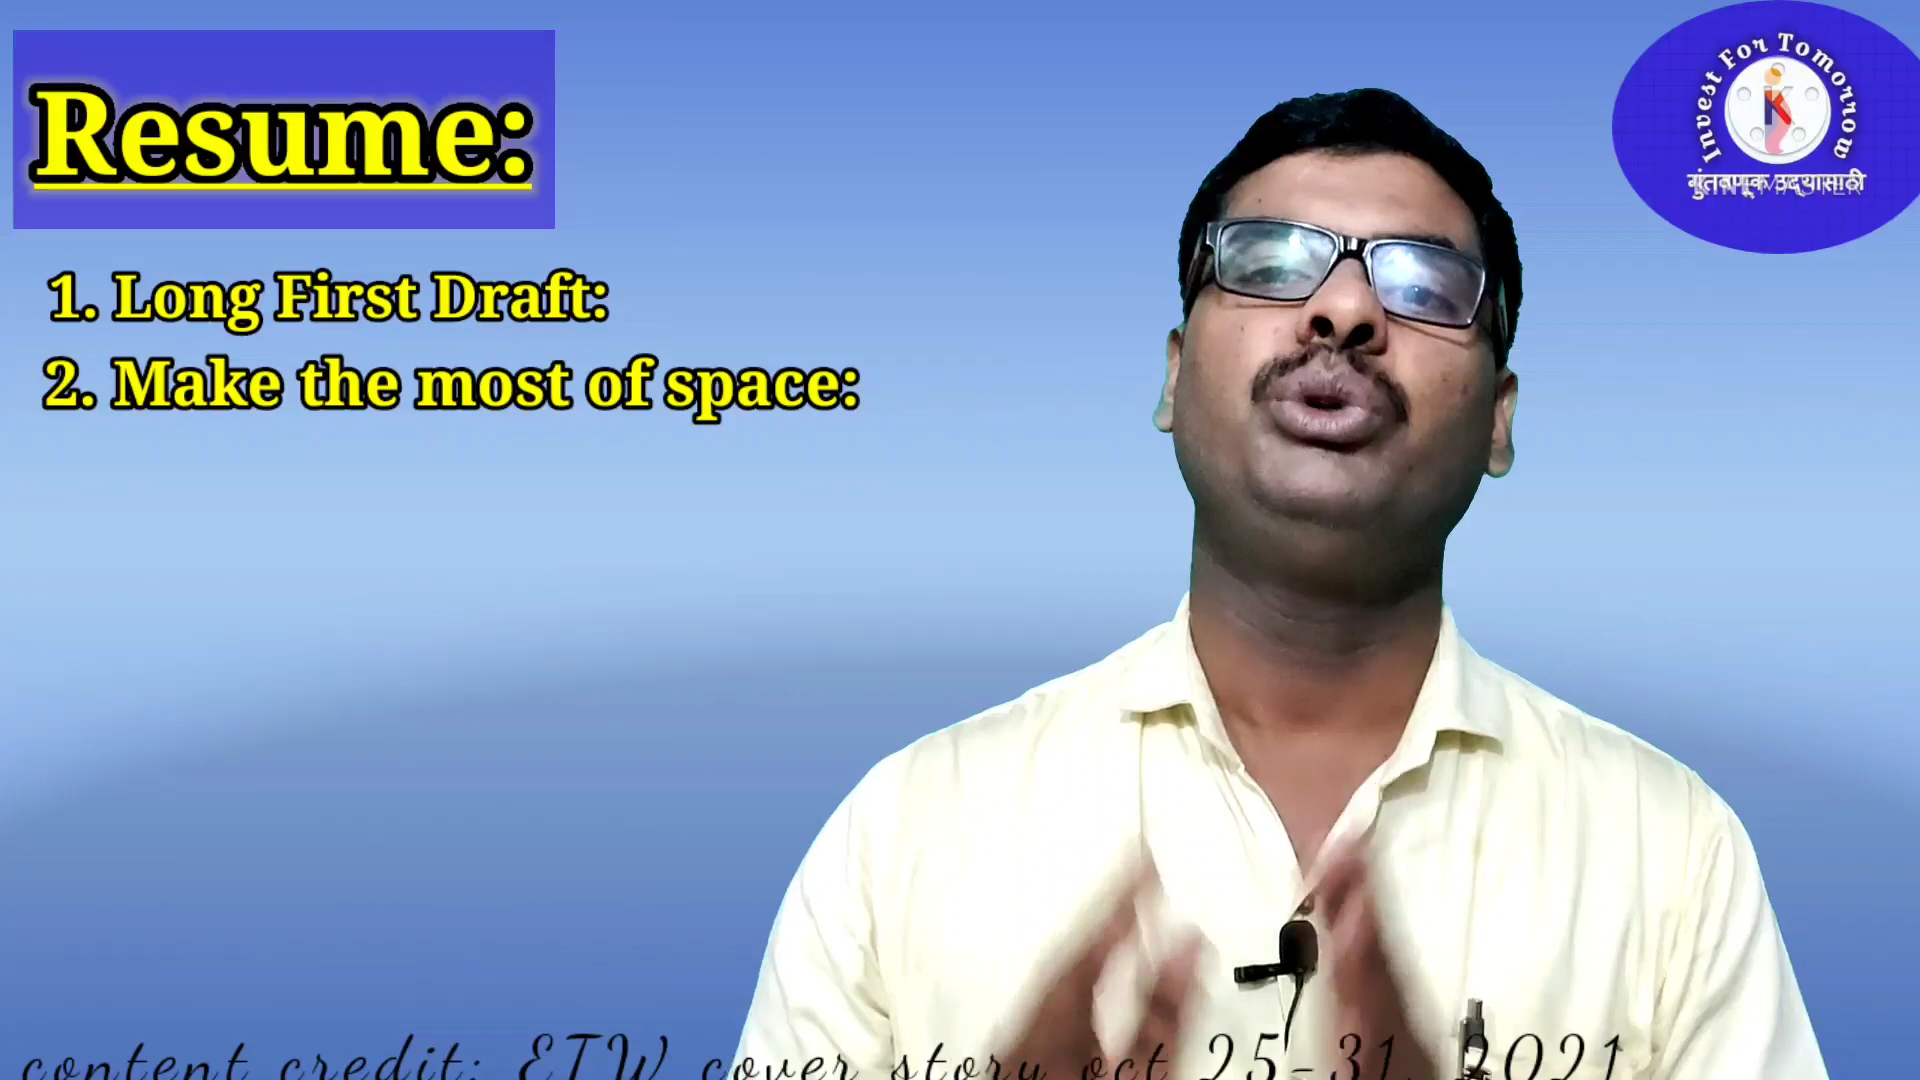 Resume:
Invest For Tomorrow
गुंतवणूक उद्यासाठी
1. Long First Draft:
2. Make the most of space:
content credit: ETW cover story oct 25-31, 2021